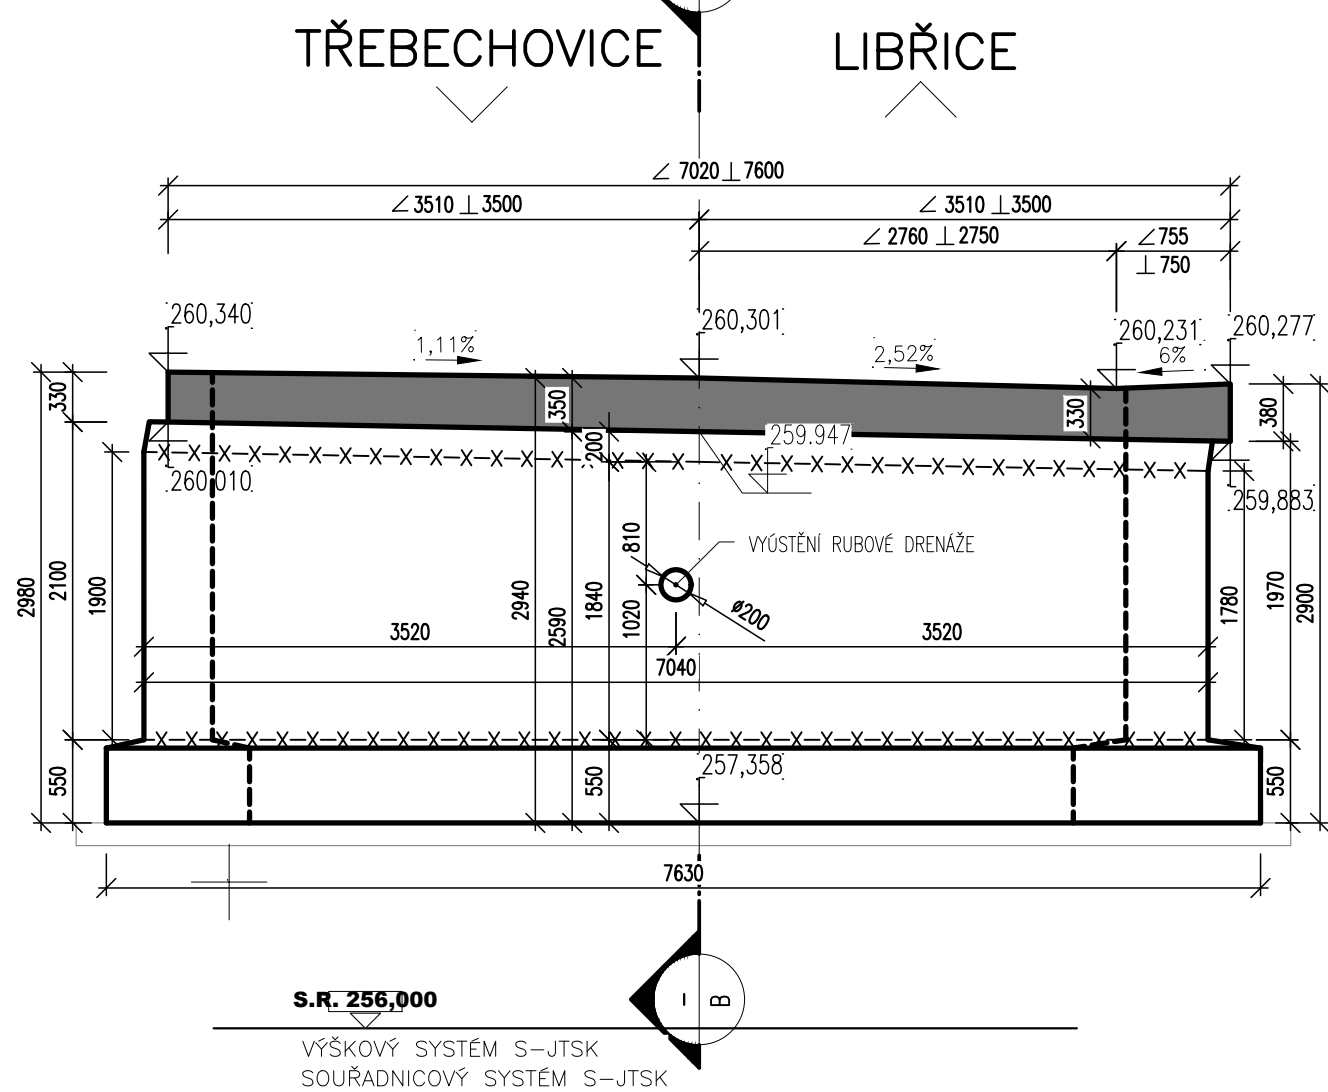 TŘEBECHOVICE
LIBŘICE
∠ 7020 ⊥ 7600
∠ 3510 ⊥ 3500
∠ 3510 ⊥ 3500
∠ 2760 ⊥ 2750
∠ 755
⊥ 750
260,340
260,301
260,231
260,277
1,11%
2,52%
6%
330
350
330
380
200
259.947
260,010
259,883
VYÚSTĚNÍ RUBOVÉ DRENÁŽE
810
ø200
2980
2100
1900
2940
2590
1840
1020
1780
1970
2900
3520
3520
7040
257,358
550
550
550
7630
S.R. 256,000
I
B
VÝŠKOVÝ SYSTÉM S-JTSK
SOUŘADNICOVÝ SYSTÉM S-JTSK